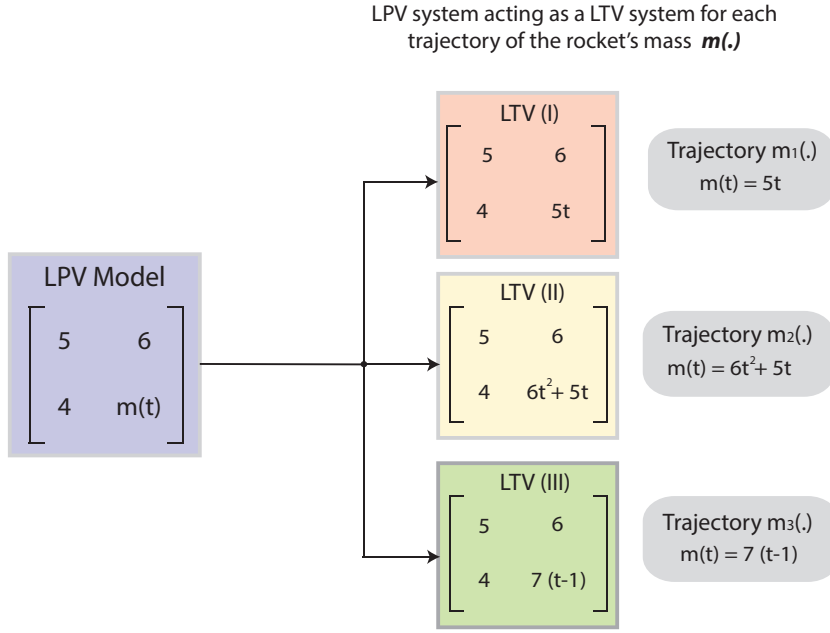 LPV system acting as a LTV system for each
trajectory of the rocket's mass m(.)
LTV (I)
5 6
4 5t
Trajectory m₁(.)
m(t) = 5t
LPV Model
5 6
4 m(t)
LTV (II)
5 6
4 6t²+ 5t
Trajectory m₂(.)
m(t) = 6t²+ 5t
LTV (III)
5 6
4 7 (t-1)
Trajectory m₃(.)
m(t) = 7 (t-1)